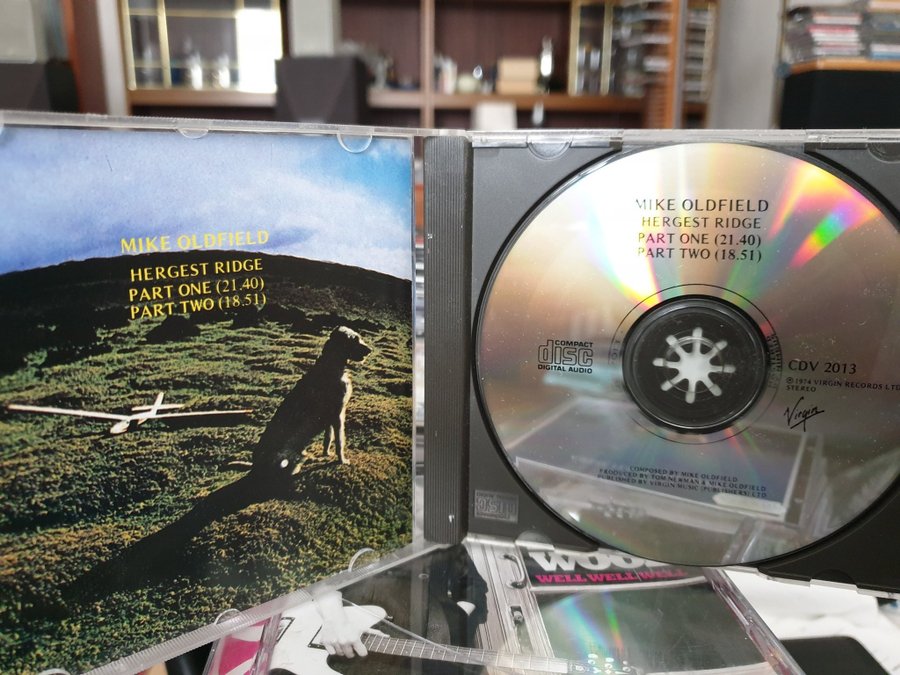 MIKE OLDFIELD
HERGEST RIDGE
PART ONE (21.40)
PART TWO (18.51)
MIKE OLDFIELD
HERGEST RIDGE
PART ONE (21.40)
PART TWO (18.51)
COMPACT
disc
DIGITAL AUDIO
CDV 2013
℗ 1974 VIRGIN RECORDS LTD
STEREO
Virgin
COMPOSED BY MIKE OLDFIELD
PRODUCED BY TOM NERMAN & MIKE OLDFIELD
PUBLISHED BY VIRGIN MUSIC (PUBLISHERS) LTD
WELL WELL WELL